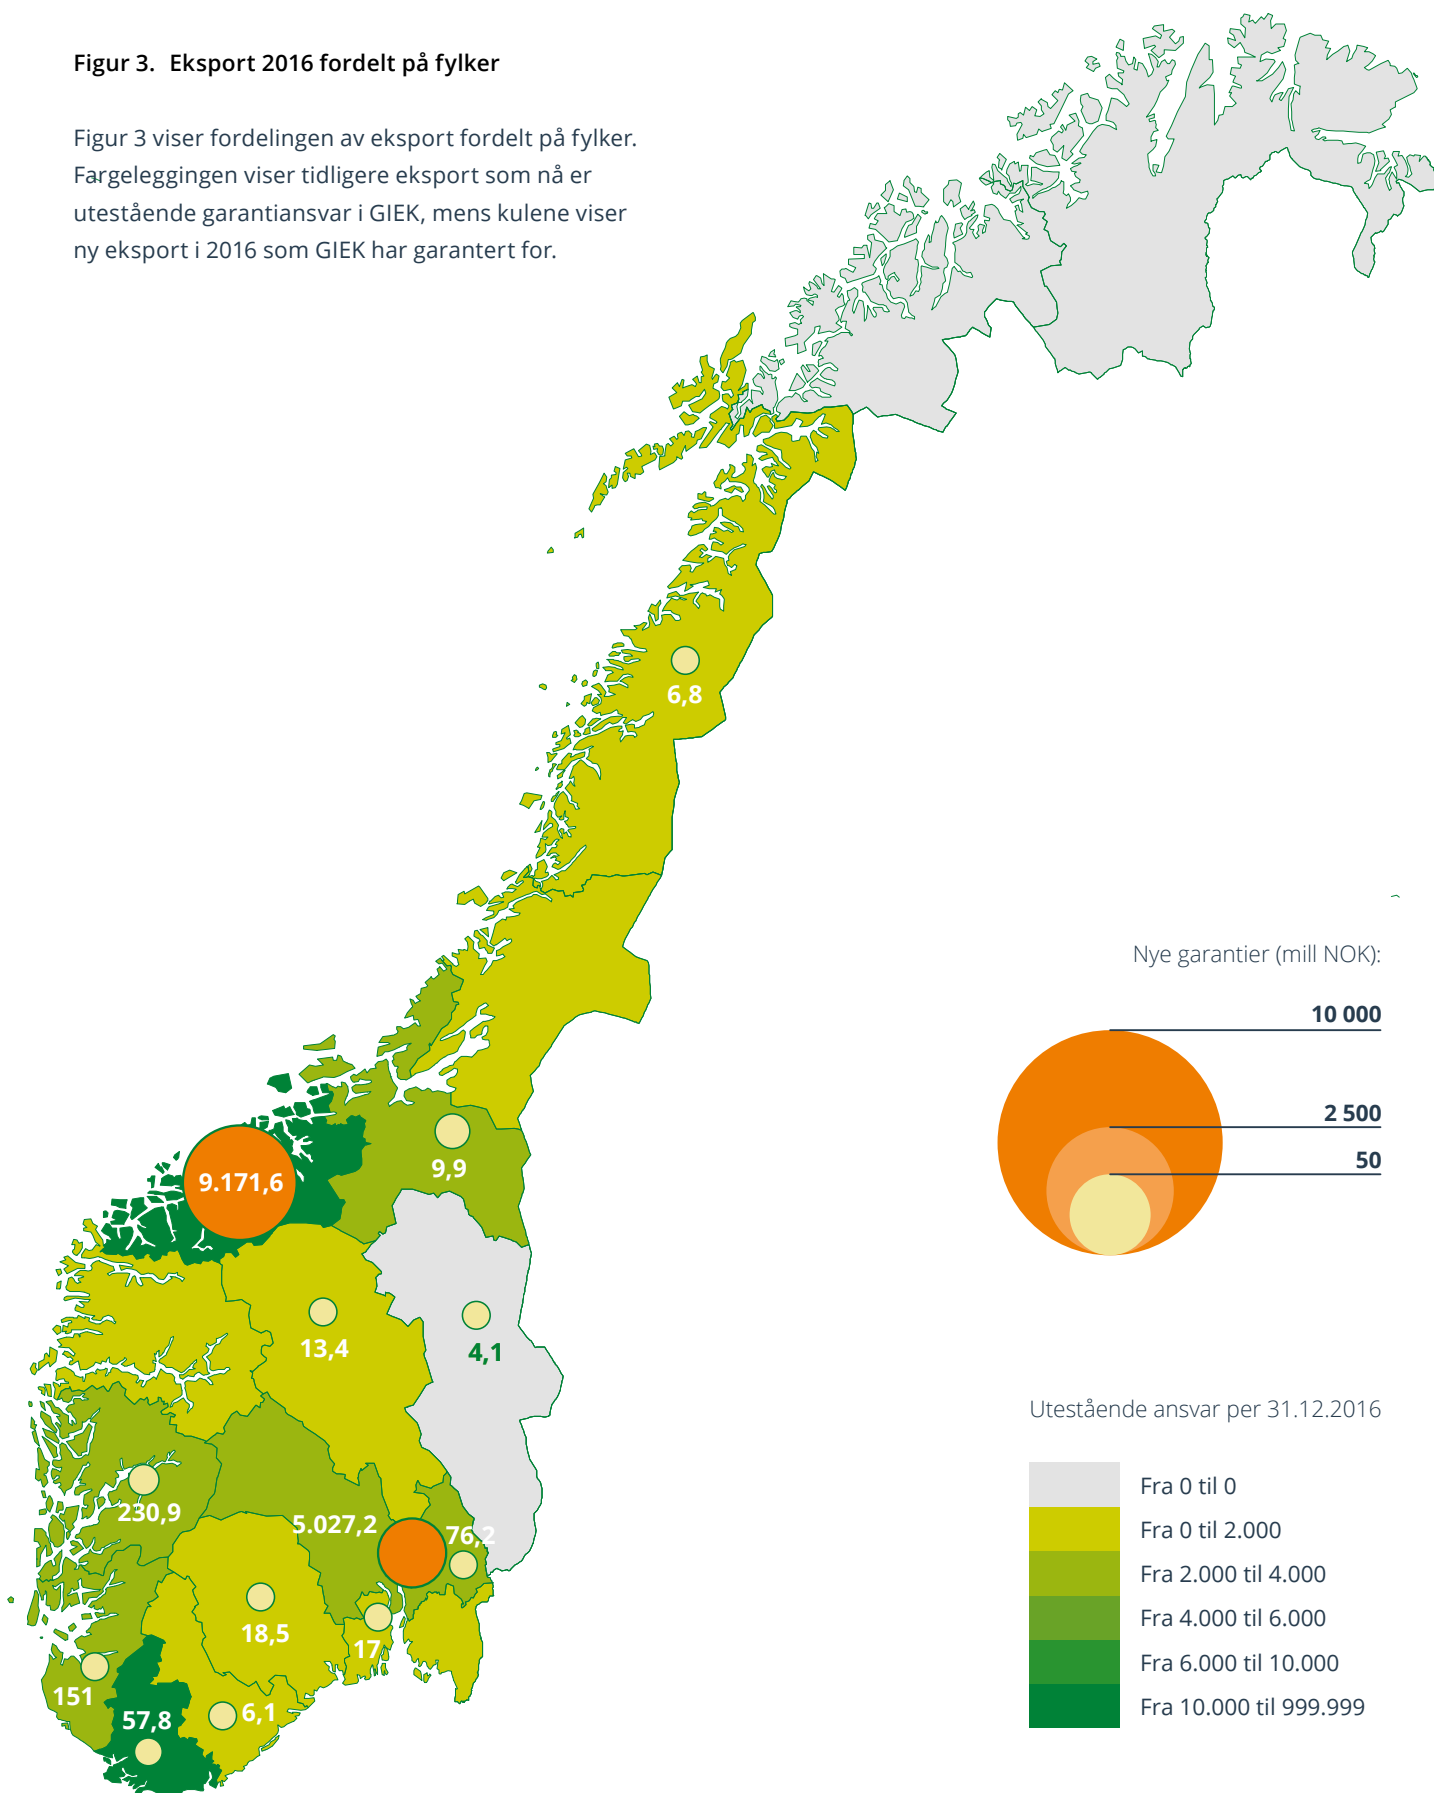 Figur 3. Eksport 2016 fordelt på fylker
Figur 3 viser fordelingen av eksport fordelt på fylker.
Fargeleggingen viser tidligere eksport som nå er
utestående garantiansvar i GIEK, mens kulene viser
ny eksport i 2016 som GIEK har garantert for.
6,8
Nye garantier (mill NOK):
10 000
2 500
50
9,9
9.171,6
13,4
4,1
Utestående ansvar per 31.12.2016
Fra 0 til 0
Fra 0 til 2.000
Fra 2.000 til 4.000
Fra 4.000 til 6.000
Fra 6.000 til 10.000
Fra 10.000 til 999.999
230,9
5.027,2
76,2
18,5
17
151
57,8
6,1